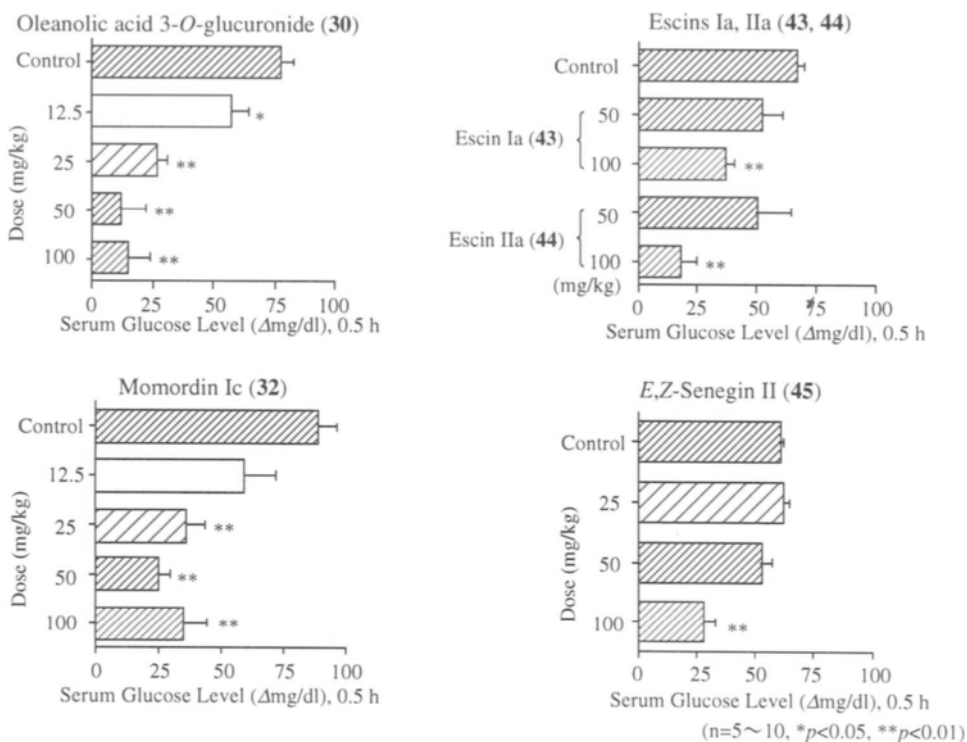 Oleanolic acid 3-O-glucuronide (30)
Control
12.5
*
25
**
50
**
100
**
Dose (mg/kg)
0 25 50 75 100
Serum Glucose Level (Δmg/dl), 0.5 h
Escins Ia, IIa (43, 44)
Control
Escin Ia (43)
50
100
**
Escin IIa (44)
50
100
**
(mg/kg)
0 25 50 75 100
Serum Glucose Level (Δmg/dl), 0.5 h
Momordin Ic (32)
Control
12.5
25
**
50
**
100
**
Dose (mg/kg)
0 25 50 75 100
Serum Glucose Level (Δmg/dl), 0.5 h
E,Z-Senegin II (45)
Control
25
50
100
**
Dose (mg/kg)
0 25 50 75 100
Serum Glucose Level (Δmg/dl), 0.5 h
(n=5～10, *p<0.05, **p<0.01)